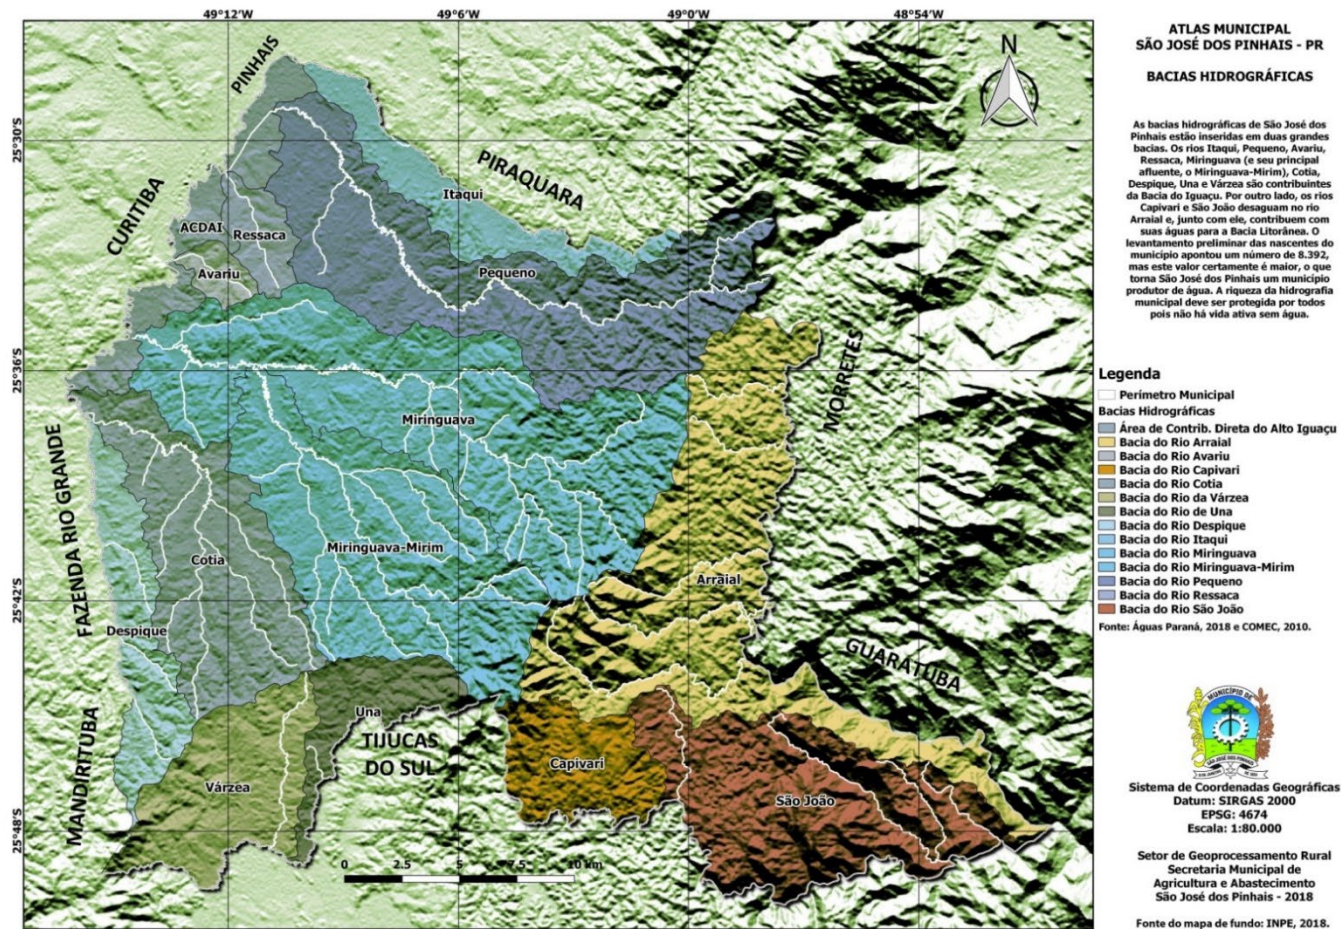 49°12'W
49°6'W
49°0'W
48°54'W
25°30'S
25°36'S
25°42'S
25°48'S
N
PINHAIS
CURITIBA
PIRAQUARA
MORRETES
GUARATUBA
FAZENDA RIO GRANDE
MANDIRITUBA
TIJUCAS
DO SUL
Itaqui
ACDAI
Ressaca
Avariu
Pequeno
Miringuava
Miringuava-Mirim
Cotia
Arraial
Despique
Una
Várzea
Capivari
São João
0 2.5 5 7.5 10 km
ATLAS MUNICIPAL
SÃO JOSÉ DOS PINHAIS - PR
BACIAS HIDROGRÁFICAS
As bacias hidrográficas de São José dos
Pinhais estão inseridas em duas grandes
bacias. Os rios Itaqui, Pequeno, Avariu,
Ressaca, Miringuava (e seu principal
afluente, o Miringuava-Mirim), Cotia,
Despique, Una e Várzea são contribuintes
da Bacia do Iguaçu. Por outro lado, os rios
Capivari e São João desaguam no rio
Arraial e, junto com ele, contribuem com
suas águas para a Bacia Litorânea. O
levantamento preliminar das nascentes do
município apontou um número de 8.392,
mas este valor certamente é maior, o que
torna São José dos Pinhais um município
produtor de água. A riqueza da hidrografia
municipal deve ser protegida por todos
pois não há vida ativa sem água.
Legenda
Perímetro Municipal
Bacias Hidrográficas
Área de Contrib. Direta do Alto Iguaçu
Bacia do Rio Arraial
Bacia do Rio Avariu
Bacia do Rio Capivari
Bacia do Rio Cotia
Bacia do Rio da Várzea
Bacia do Rio de Una
Bacia do Rio Despique
Bacia do Rio Itaqui
Bacia do Rio Miringuava
Bacia do Rio Miringuava-Mirim
Bacia do Rio Pequeno
Bacia do Rio Ressaca
Bacia do Rio São João
Fonte: Águas Paraná, 2018 e COMEC, 2010.
MUNICÍPIO DE
SÃO JOSÉ DOS PINHAIS
Sistema de Coordenadas Geográficas
Datum: SIRGAS 2000
EPSG: 4674
Escala: 1:80.000
Setor de Geoprocessamento Rural
Secretaria Municipal de
Agricultura e Abastecimento
São José dos Pinhais - 2018
Fonte do mapa de fundo: INPE, 2018.